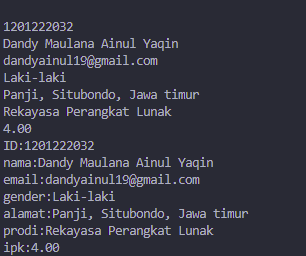 1201222032
Dandy Maulana Ainul Yaqin
dandyainul19@gmail.com
Laki-laki
Panji, Situbondo, Jawa timur
Rekayasa Perangkat Lunak
4.00
ID:1201222032
nama:Dandy Maulana Ainul Yaqin
email:dandyainul19@gmail.com
gender:Laki-laki
alamat:Panji, Situbondo, Jawa timur
prodi:Rekayasa Perangkat Lunak
ipk:4.00